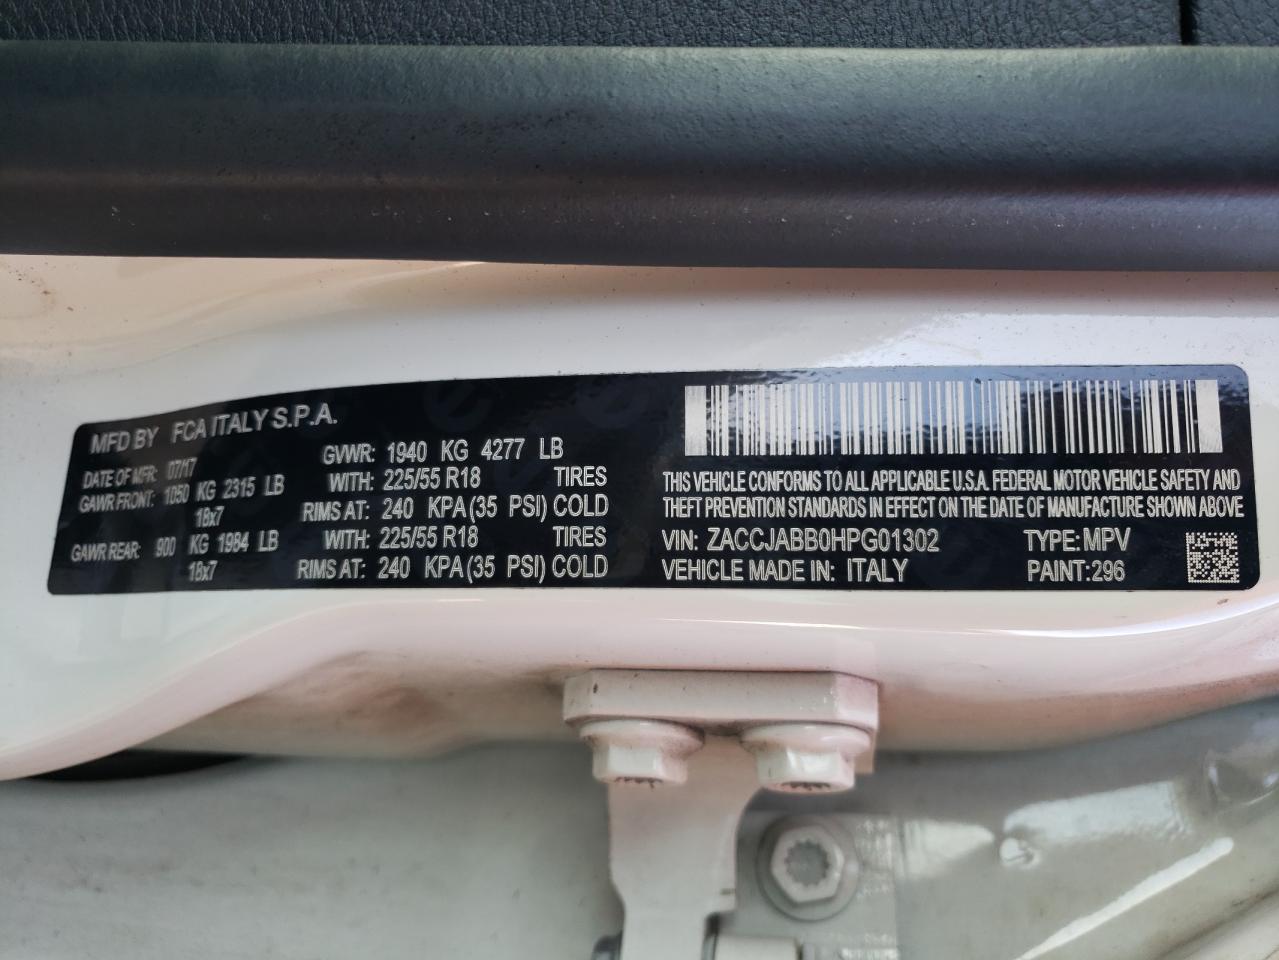 MFD BY FCA ITALY S.P.A.
DATE OF MFR: 07/17 GVWR: 1940 KG 4277 LB
GAWR FRONT: 1050 KG 2315 LB WITH: 225/55 R18 TIRES
18x7 RIMS AT: 240 KPA(35 PSI) COLD
GAWR REAR: 900 KG 1984 LB WITH: 225/55 R18 TIRES
18x7 RIMS AT: 240 KPA(35 PSI) COLD
THIS VEHICLE CONFORMS TO ALL APPLICABLE U.S.A. FEDERAL MOTOR VEHICLE SAFETY AND
THEFT PREVENTION STANDARDS IN EFFECT ON THE DATE OF MANUFACTURE SHOWN ABOVE
VIN: ZACCJABB0HPG01302 TYPE: MPV
VEHICLE MADE IN: ITALY PAINT:296